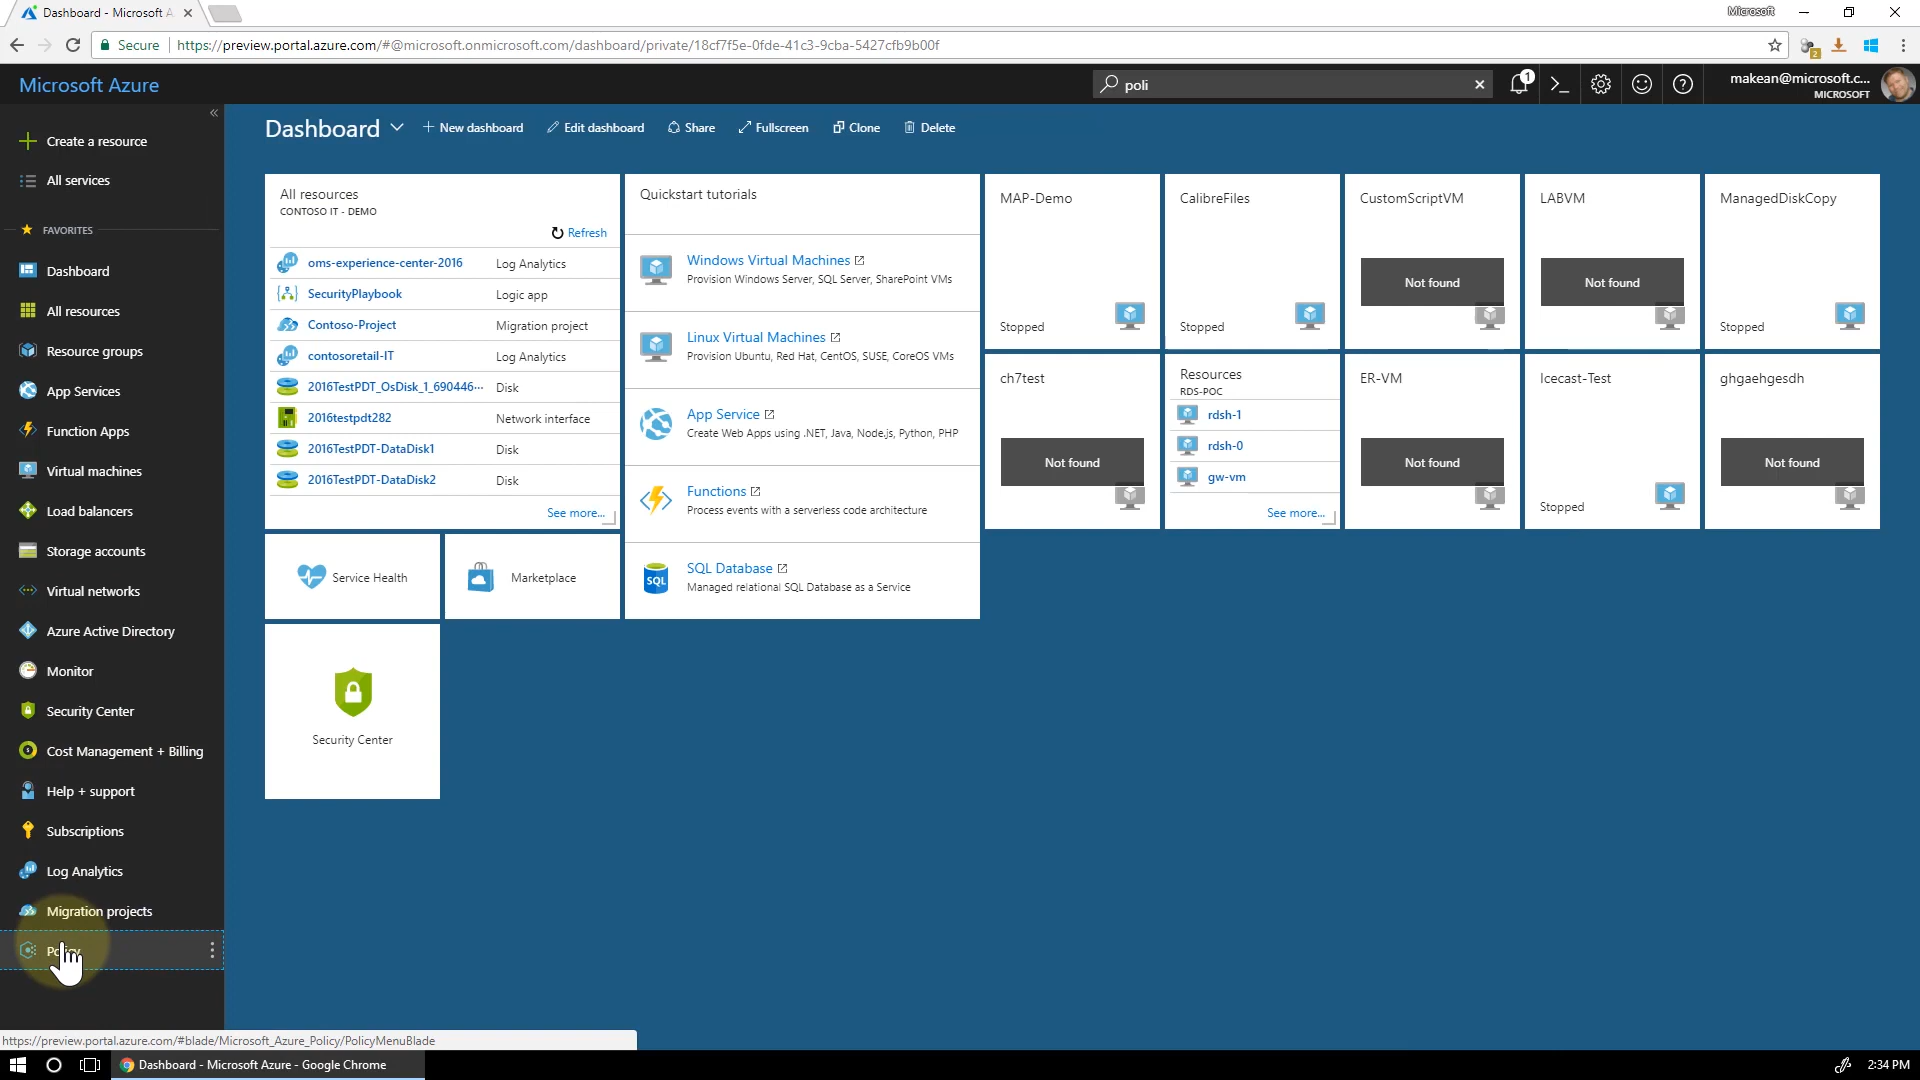 Dashboard - Microsoft A
Microsoft
Secure
https://preview.portal.azure.com/#@microsoft.onmicrosoft.com/dashboard/private/18cf7f5e-0fde-41c3-9cba-5427cfb9b00f
2
Microsoft Azure
poli
1
makean@microsoft.c...
MICROSOFT
Create a resource
All services
FAVORITES
Dashboard
All resources
Resource groups
App Services
Function Apps
Virtual machines
Load balancers
Storage accounts
Virtual networks
Azure Active Directory
Monitor
Security Center
Cost Management + Billing
Help + support
Subscriptions
Log Analytics
Migration projects
Policy
Dashboard
New dashboard
Edit dashboard
Share
Fullscreen
Clone
Delete
All resources
CONTOSO IT - DEMO
Refresh
oms-experience-center-2016 Log Analytics
SecurityPlaybook Logic app
Contoso-Project Migration project
contosoretail-IT Log Analytics
2016TestPDT_OsDisk_1_690446··· Disk
2016testpdt282 Network interface
2016TestPDT-DataDisk1 Disk
2016TestPDT-DataDisk2 Disk
See more...
Service Health
Marketplace
Security Center
Quickstart tutorials
Windows Virtual Machines
Provision Windows Server, SQL Server, SharePoint VMs
Linux Virtual Machines
Provision Ubuntu, Red Hat, CentOS, SUSE, CoreOS VMs
App Service
Create Web Apps using .NET, Java, Node.js, Python, PHP
Functions
Process events with a serverless code architecture
SQL
SQL Database
Managed relational SQL Database as a Service
MAP-Demo
Stopped
CalibreFiles
Stopped
CustomScriptVM
Not found
LABVM
Not found
ManagedDiskCopy
Stopped
ch7test
Not found
Resources
RDS-POC
rdsh-1
rdsh-0
gw-vm
See more...
ER-VM
Not found
Icecast-Test
Stopped
ghgaehgesdh
Not found
https://preview.portal.azure.com/#blade/Microsoft_Azure_Policy/PolicyMenuBlade
Dashboard - Microsoft Azure - Google Chrome
2:34 PM